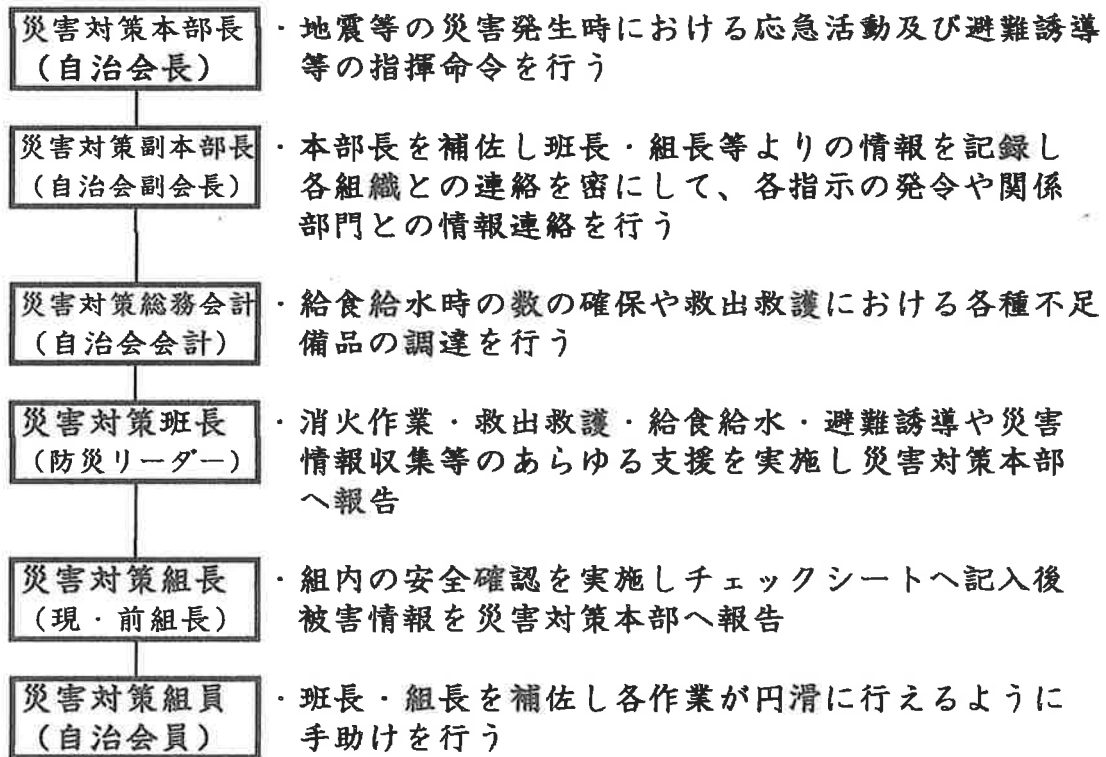 災害対策本部長
(自治会長)
・地震等の災害発生時における応急活動及び避難誘導
等の指揮命令を行う
災害対策副本部長
(自治会副会長)
・本部長を補佐し班長・組長等よりの情報を記録し
各組織との連絡を密にして、各指示の発令や関係
部門との情報連絡を行う
災害対策総務会計
(自治会会計)
・給食給水時の数の確保や救出救護における各種不足
備品の調達を行う
災害対策班長
(防災リーダー)
・消火作業・救出救護・給食給水・避難誘導や災害
情報収集等のあらゆる支援を実施し災害対策本部
へ報告
災害対策組長
(現・前組長)
・組内の安全確認を実施しチェックシートへ記入後
被害情報を災害対策本部へ報告
災害対策組員
(自治会員)
・班長・組長を補佐し各作業が円滑に行えるように
手助けを行う